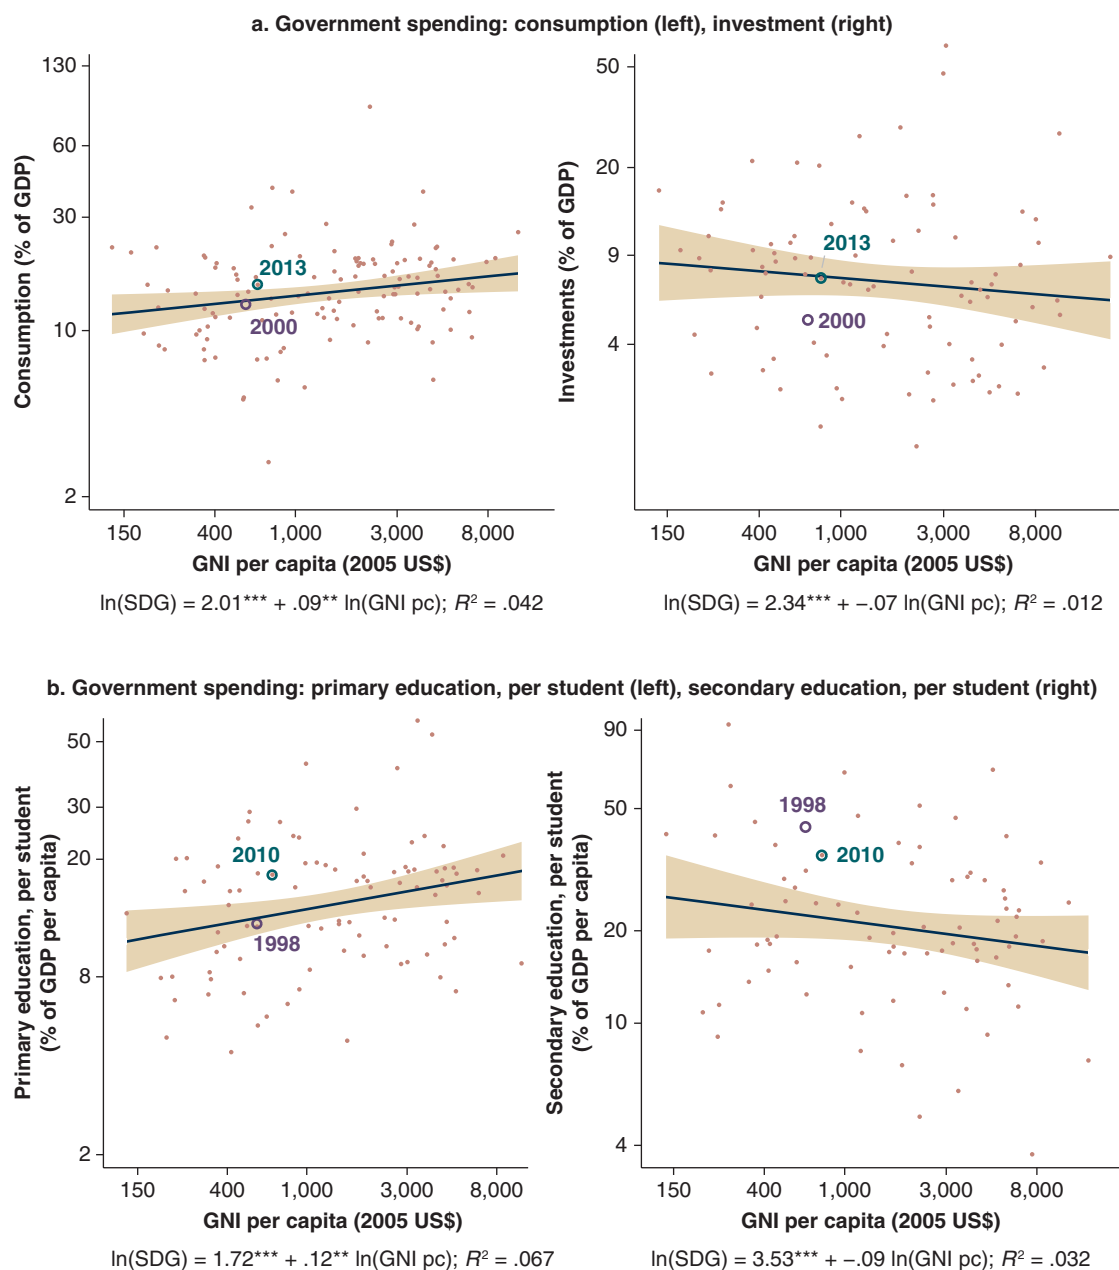 a. Government spending: consumption (left), investment (right)
Consumption (% of GDP)
130
60
30
10
2
2013
2000
150 400 1,000 3,000 8,000
GNI per capita (2005 US$)
ln(SDG) = 2.01*** + .09** ln(GNI pc); R² = .042
Investments (% of GDP)
50
20
9
4
2013
2000
150 400 1,000 3,000 8,000
GNI per capita (2005 US$)
ln(SDG) = 2.34*** + –.07 ln(GNI pc); R² = .012
b. Government spending: primary education, per student (left), secondary education, per student (right)
Primary education, per student
(% of GDP per capita)
50
30
20
8
2
2010
1998
150 400 1,000 3,000 8,000
GNI per capita (2005 US$)
ln(SDG) = 1.72*** + .12** ln(GNI pc); R² = .067
Secondary education, per student
(% of GDP per capita)
90
50
20
10
4
1998
2010
150 400 1,000 3,000 8,000
GNI per capita (2005 US$)
ln(SDG) = 3.53*** + –.09 ln(GNI pc); R² = .032